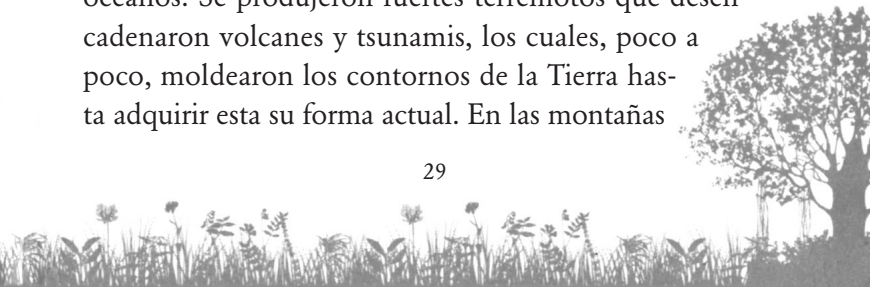 océanos. Se produjeron fuertes terremotos que desen-
cadenaron volcanes y tsunamis, los cuales, poco a
poco, moldearon los contornos de la Tierra has-
ta adquirir esta su forma actual. En las montañas
29